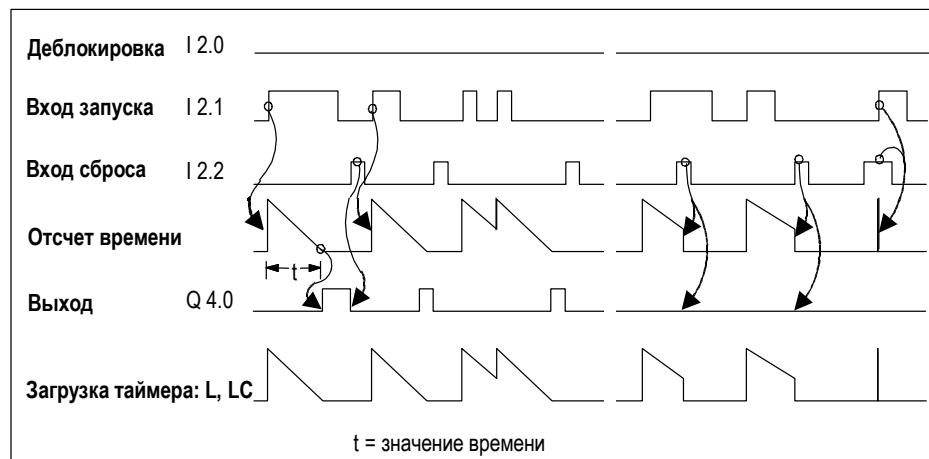 Деблокировка I 2.0
Вход запуска I 2.1
Вход сброса I 2.2
Отсчет времени
t
Выход Q 4.0
Загрузка таймера: L, LC
t = значение времени